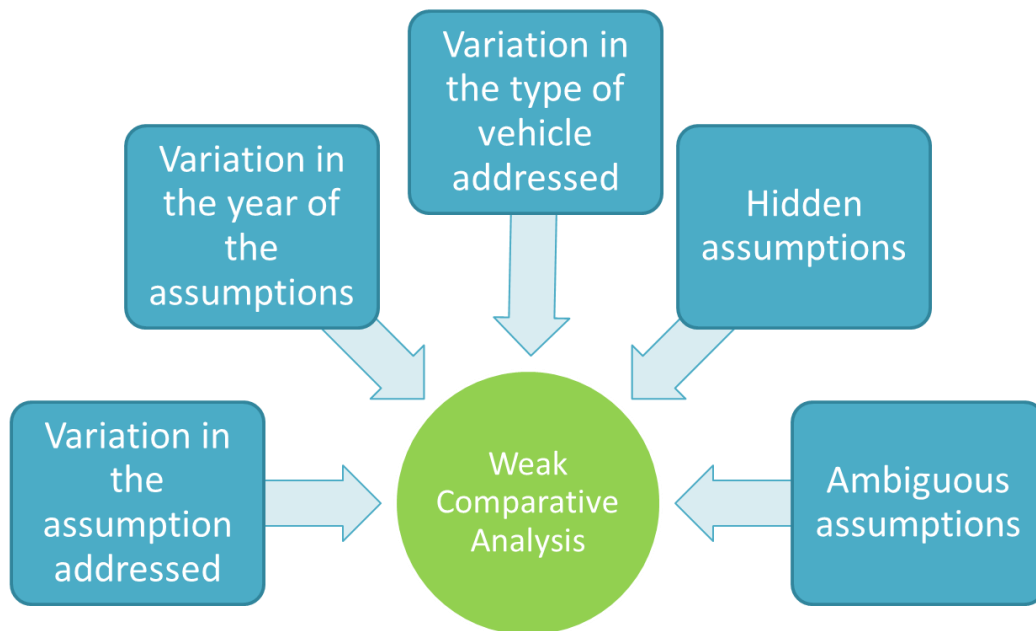 Variation in
the
assumption
addressed
Variation in
the year of
the
assumptions
Variation in
the type of
vehicle
addressed
Hidden
assumptions
Ambiguous
assumptions
Weak
Comparative
Analysis